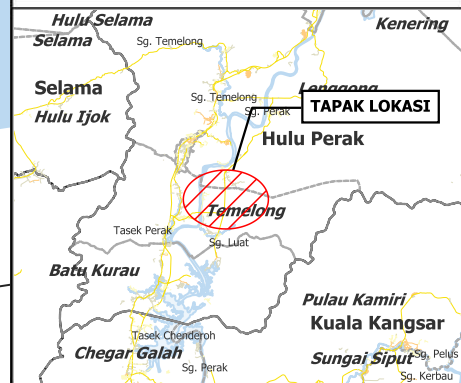 Hulu Selama
Kenering
Selama
Sg. Temelong
Selama
Lenggong
Sg. Temelong
TAPAK LOKASI
Sg. Perak
Hulu Ijok
Hulu Perak
Temelong
Tasek Perak
Sg. Luat
Batu Kurau
Pulau Kamiri
Kuala Kangsar
Tasek Chenderoh
Chegar Galah
Sungai Siput
Sg. Pelus
Sg. Perak
Sg. Kerbau